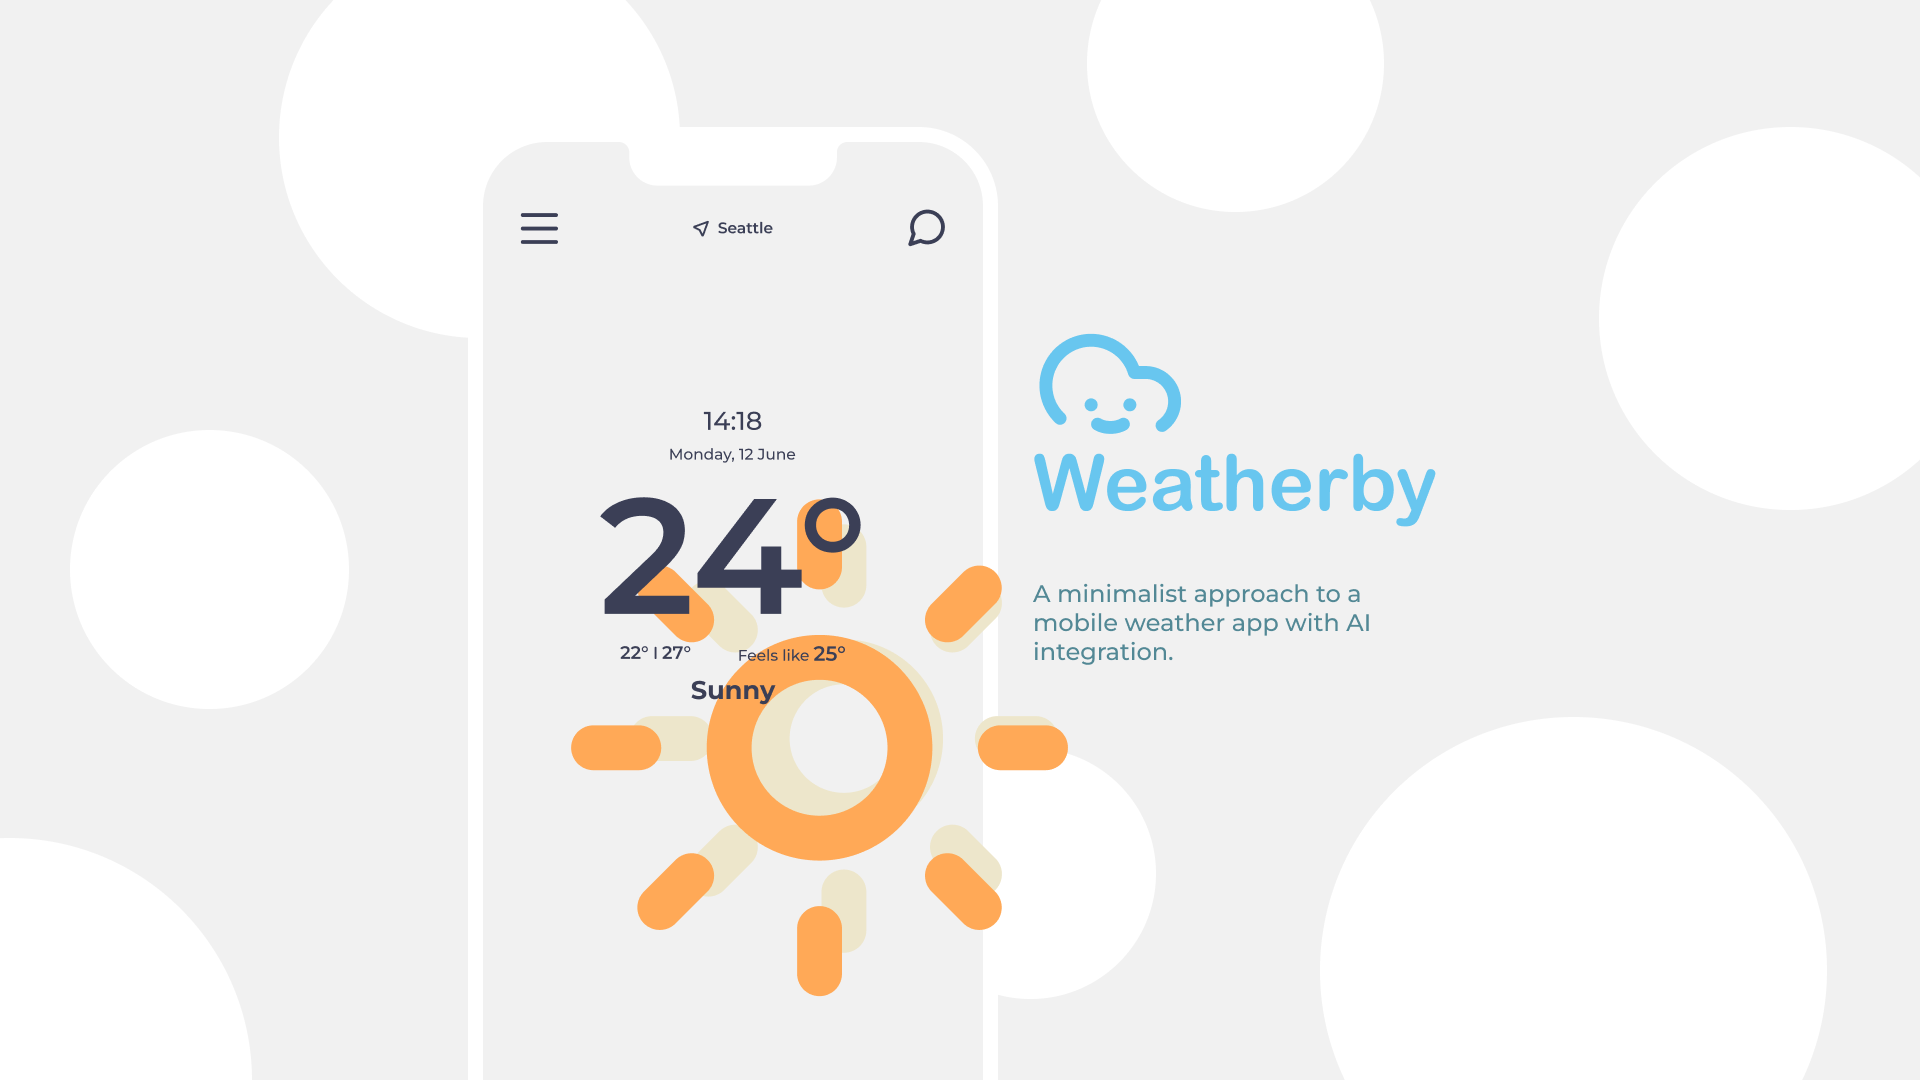 Seattle
14:18
Monday, 12 June
24°
22° | 27°
Feels like 25°
Sunny
Weatherby
A minimalist approach to a
mobile weather app with AI
integration.